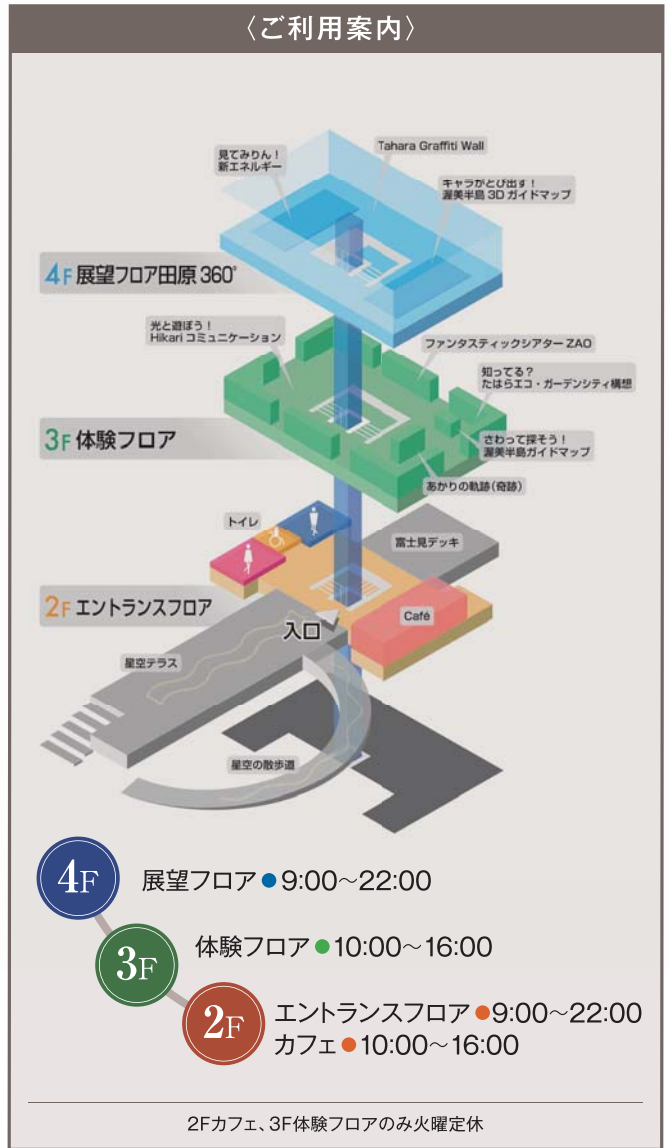 〈ご利用案内〉
見てみりん！
新エネルギー
Tahara Graffiti Wall
キャラがとび出す！
渥美半島 3D ガイドマップ
4F 展望フロア田原 360°
光と遊ぼう！
Hikari コミュニケーション
ファンタスティックシアター ZAO
知ってる？
たはらエコ・ガーデンシティ構想
3F 体験フロア
さわって探そう！
渥美半島ガイドマップ
あかりの軌跡（奇跡）
トイレ
富士見デッキ
2F エントランスフロア
Café
入口
星空テラス
星空の散歩道
4F 展望フロア ● 9:00～22:00
3F 体験フロア ● 10:00～16:00
2F エントランスフロア ● 9:00～22:00
カフェ ● 10:00～16:00
2Fカフェ、3F体験フロアのみ火曜定休